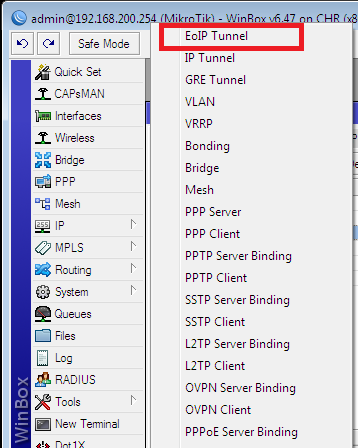 admin@192.168.200.254 (MikroTik) - WinBox v6.47 on CHR (x8
Safe Mode
Quick Set
CAPsMAN
Interfaces
Wireless
Bridge
PPP
Mesh
IP
MPLS
Routing
System
Queues
Files
Log
RADIUS
Tools
New Terminal
Dot1X
WinBox
EoIP Tunnel
IP Tunnel
GRE Tunnel
VLAN
VRRP
Bonding
Bridge
Mesh
PPP Server
PPP Client
PPTP Server Binding
PPTP Client
SSTP Server Binding
SSTP Client
L2TP Server Binding
L2TP Client
OVPN Server Binding
OVPN Client
PPPoE Server Binding